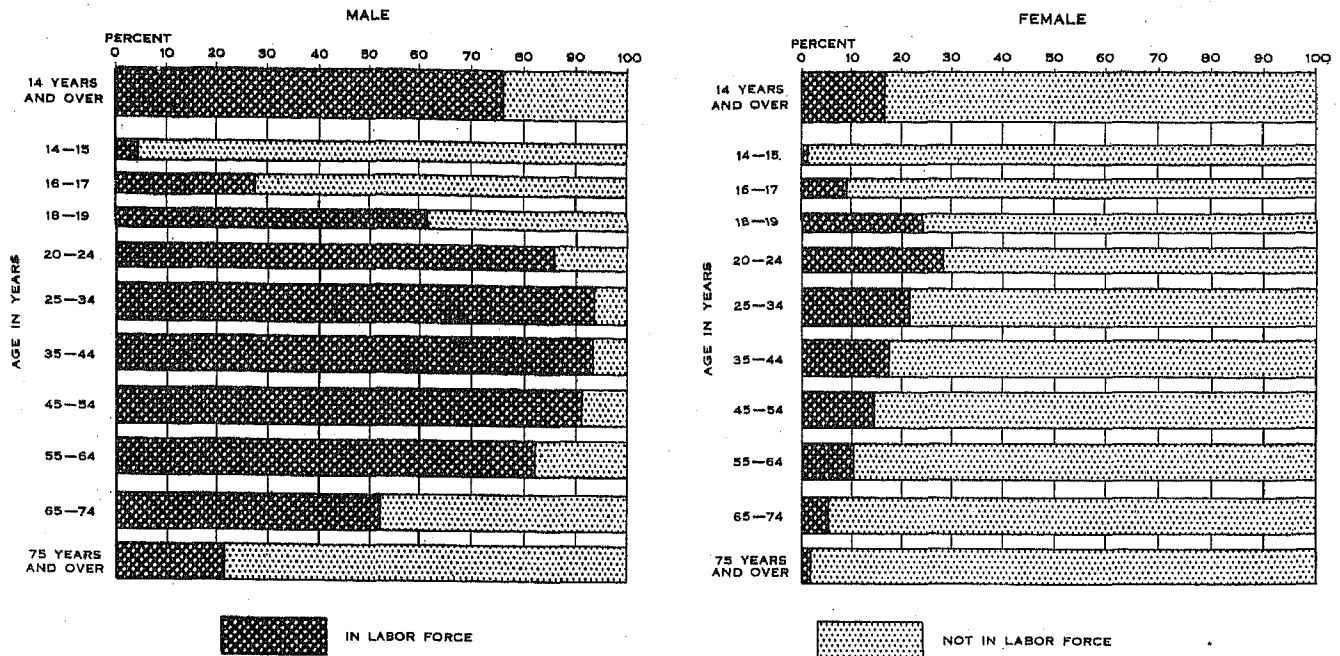 MALE
PERCENT
0 10 20 30 40 50 60 70 80 90 100
14 YEARS
AND OVER
14—15
16—17
18—19
20—24
25—34
35—44
45—54
55—64
65—74
75 YEARS
AND OVER
AGE IN YEARS
IN LABOR FORCE
FEMALE
PERCENT
0 10 20 30 40 50 60 70 80 90 100
14 YEARS
AND OVER
14—15
16—17
18—19
20—24
25—34
35—44
45—54
55—64
65—74
75 YEARS
AND OVER
AGE IN YEARS
NOT IN LABOR FORCE